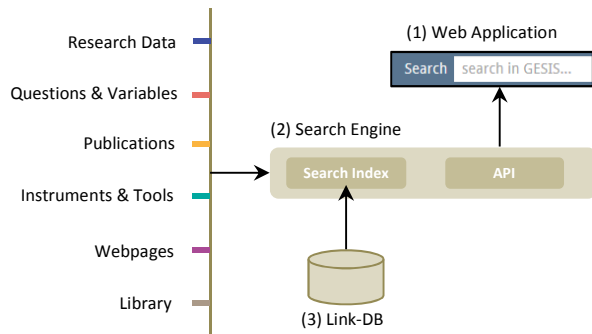 Research Data
Questions & Variables
Publications
Instruments & Tools
Webpages
Library
(1) Web Application
Search search in GESIS...
(2) Search Engine
Search Index
API
(3) Link-DB